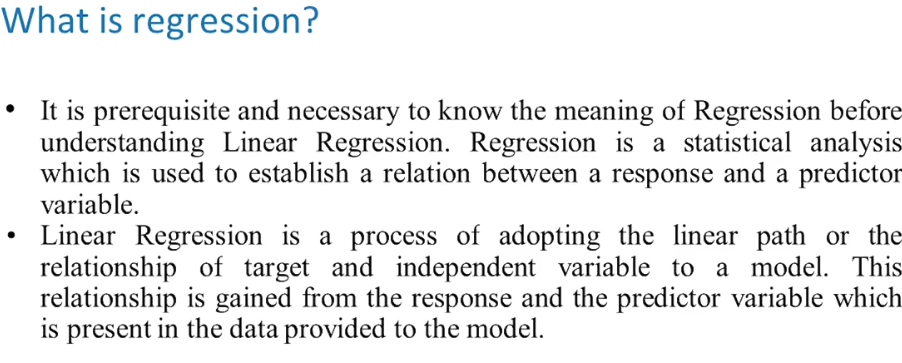 What is regression?
• It is prerequisite and necessary to know the meaning of Regression before
understanding Linear Regression. Regression is a statistical analysis
which is used to establish a relation between a response and a predictor
variable.
• Linear Regression is a process of adopting the linear path or the
relationship of target and independent variable to a model. This
relationship is gained from the response and the predictor variable which
is present in the data provided to the model.